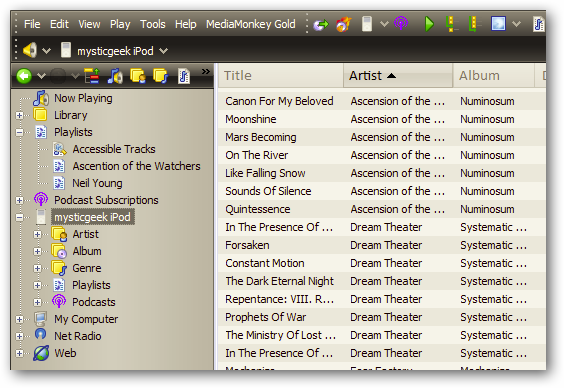 File Edit View Play Tools Help MediaMonkey Gold
mysticgeek iPod
»
Title Artist Album
Now Playing
Library
Playlists
Accessible Tracks
Ascention of the Watchers
Neil Young
Podcast Subscriptions
mysticgeek iPod
Artist
Album
Genre
Playlists
Podcasts
My Computer
Net Radio
Web
Canon For My Beloved Ascension of the ... Numinosum
Moonshine Ascension of the ... Numinosum
Mars Becoming Ascension of the ... Numinosum
On The River Ascension of the ... Numinosum
Like Falling Snow Ascension of the ... Numinosum
Sounds Of Silence Ascension of the ... Numinosum
Quintessence Ascension of the ... Numinosum
In The Presence Of ... Dream Theater Systematic ...
Forsaken Dream Theater Systematic ...
Constant Motion Dream Theater Systematic ...
The Dark Eternal Night Dream Theater Systematic ...
Repentance: VIII. R... Dream Theater Systematic ...
Prophets Of War Dream Theater Systematic ...
The Ministry Of Lost ... Dream Theater Systematic ...
In The Presence Of ... Dream Theater Systematic ...